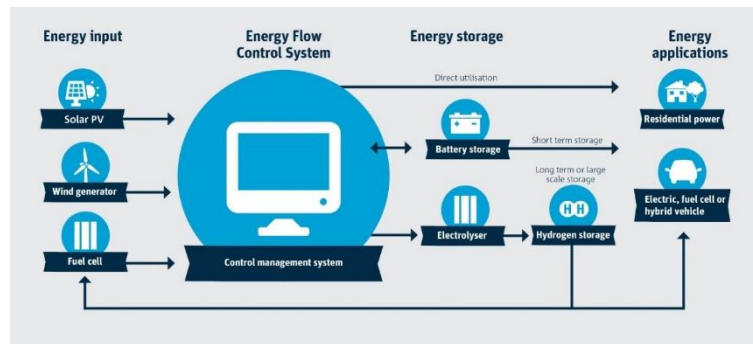 Energy input
Energy Flow
Control System
Energy storage
Energy
applications
Direct utilisation
Solar PV
Residential power
Battery storage
Short term storage
Long term or large
scale storage
Wind generator
Electric, fuel cell or
hybrid vehicle
H H
Fuel cell
Control management system
Electrolyser
Hydrogen storage